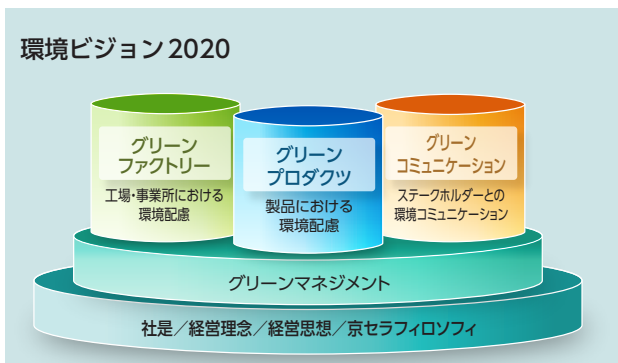 環境ビジョン2020
グリーン
ファクトリー
工場・事業所における
環境配慮
グリーン
プロダクツ
製品における
環境配慮
グリーン
コミュニケーション
ステークホルダーとの
環境コミュニケーション
グリーンマネジメント
社是／経営理念／経営思想／京セラフィロソフィ